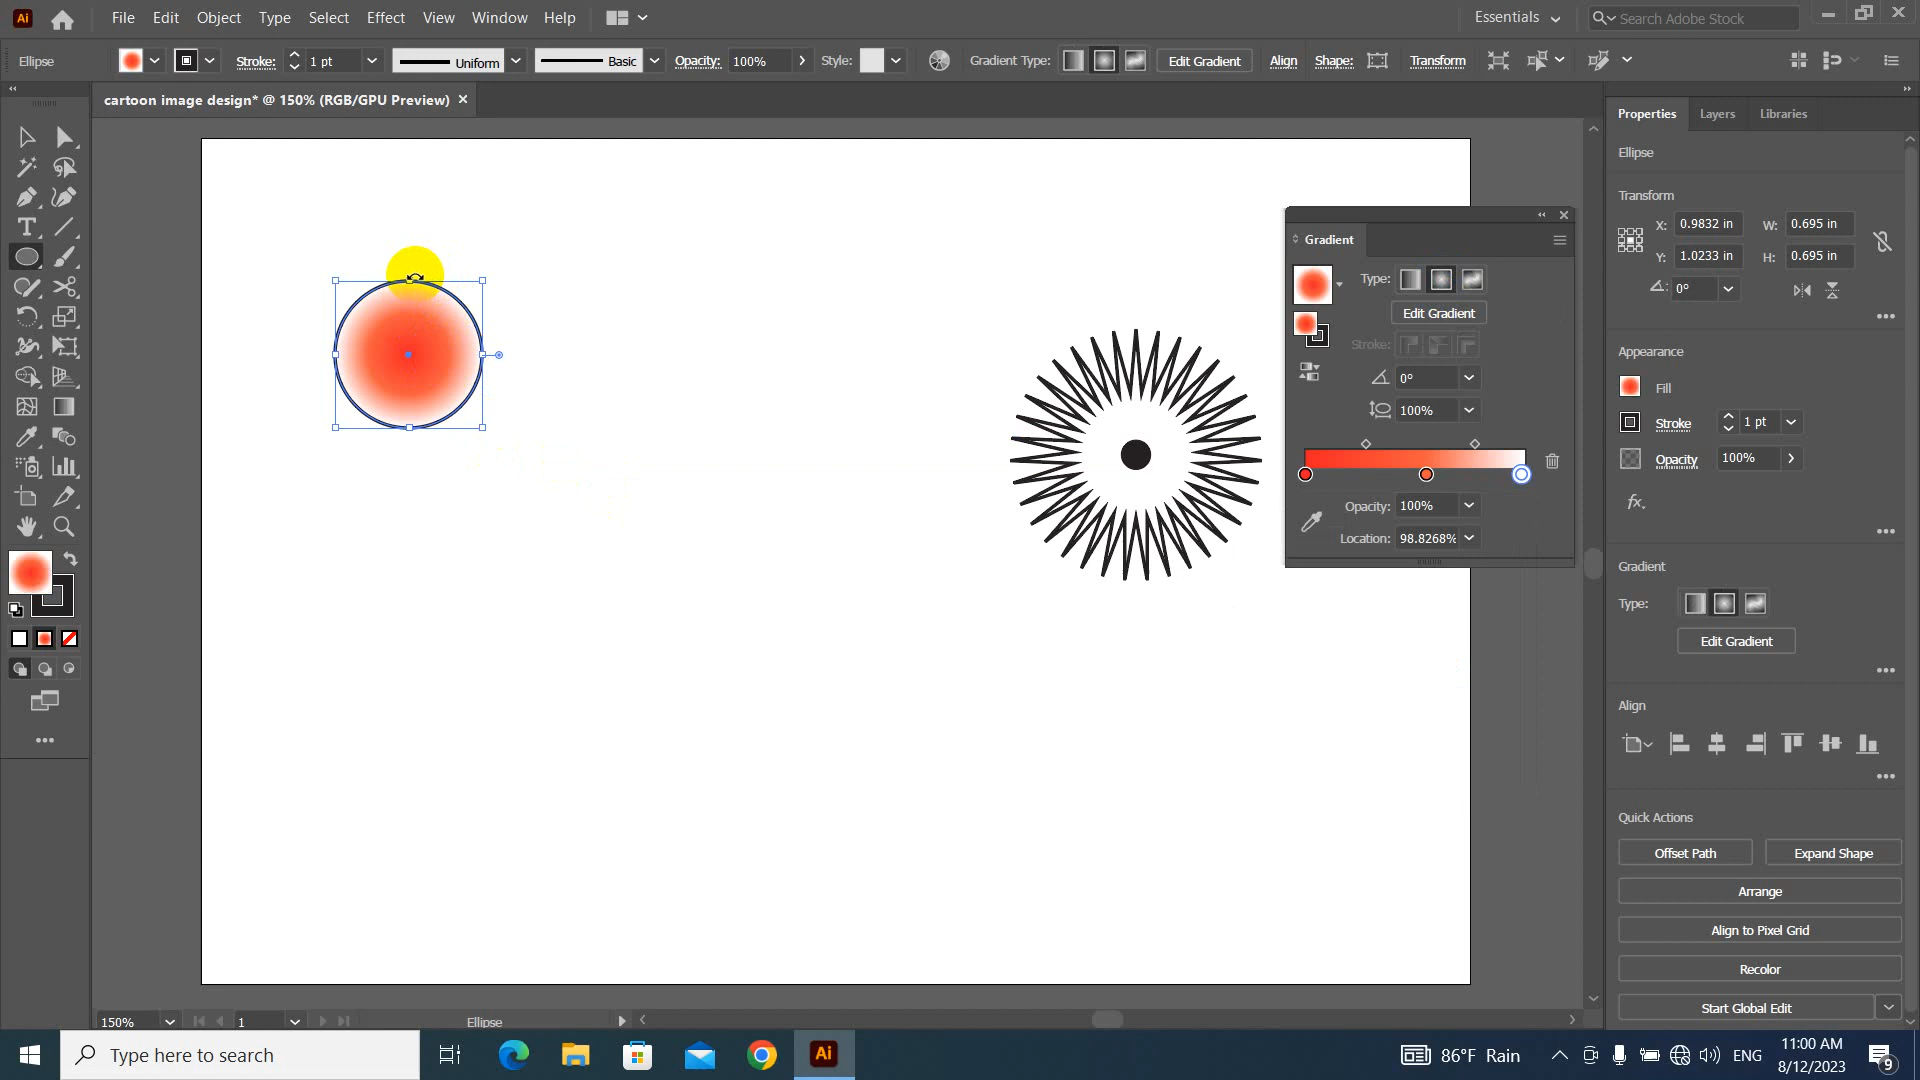 Ai File Edit Object Type Select Effect View Window Help Essentials Search Adobe Stock
Ellipse Stroke: 1 pt Uniform Basic Opacity: 100% Style: Gradient Type: Edit Gradient Align Shape: Transform
cartoon image design* @ 150% (RGB/GPU Preview) ×
Gradient
Type:
Edit Gradient
Stroke:
0°
100%
Opacity: 100%
Location: 98.8268%
Properties Layers Libraries
Ellipse
Transform
X: 0.9832 in W: 0.695 in
Y: 1.0233 in H: 0.695 in
0°
Appearance
Fill
Stroke 1 pt
Opacity 100%
fx.
Gradient
Type:
Edit Gradient
Align
Quick Actions
Offset Path Expand Shape
Arrange
Align to Pixel Grid
Recolor
Start Global Edit
150% 1 Ellipse
Type here to search Ai 86°F Rain ENG 11:00 AM
8/12/2023 9